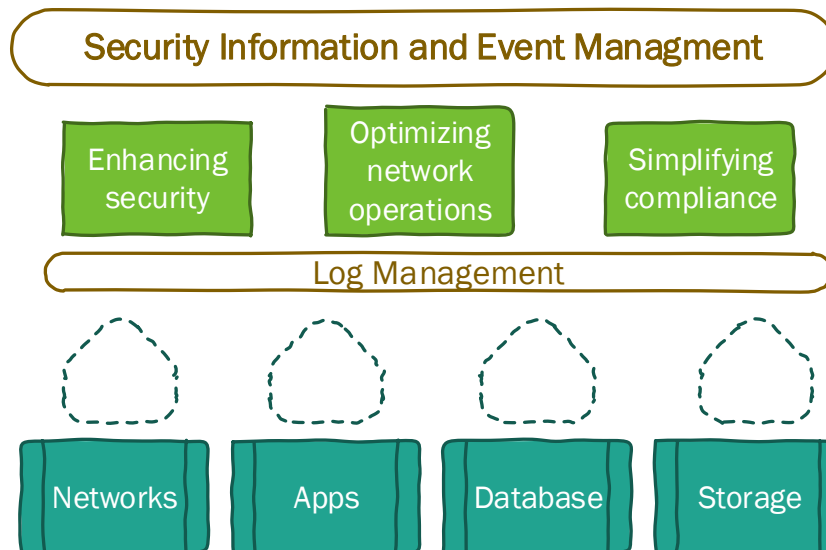 Security Information and Event Managment
Enhancing
security
Optimizing
network
operations
Simplifying
compliance
Log Management
Networks
Apps
Database
Storage